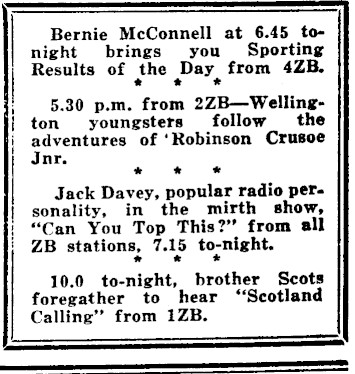 Bernie McConnell at 6.45 to-
night brings you Sporting
Results of the Day from 4ZB.
* * *
5.30 p.m. from 2ZB—Welling-
ton youngsters follow the
adventures of 'Robinson Crusoe
Jnr.
* * *
Jack Davey, popular radio per-
sonality, in the mirth show,
"Can You Top This?" from all
ZB stations, 7.15 to-night.
* * *
10.0 to-night, brother Scots
foregather to hear "Scotland
Calling" from 1ZB.